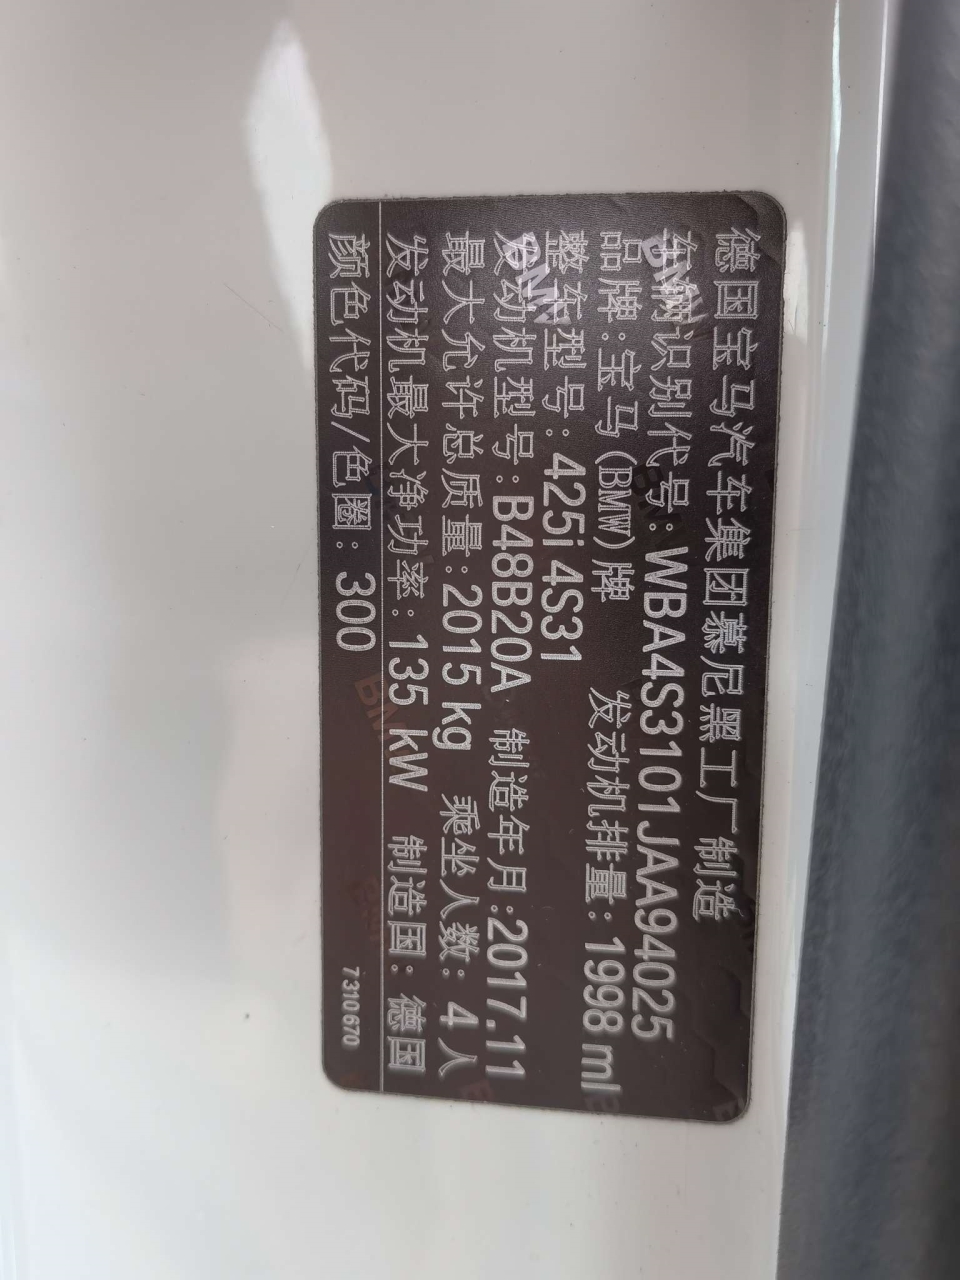 德国宝马汽车集团慕尼黑工厂制造
车辆识别代号:WBA4S3101JAA94025
品牌:宝马(BMW)牌 发动机排量:1998 ml
整车型号:425i 4S31
发动机型号:B48B20A 制造年月:2017.11
最大允许总质量:2015 kg 乘坐人数:4人
发动机最大净功率:135 kW 制造国:德国
颜色代码/色圈:300
7310670